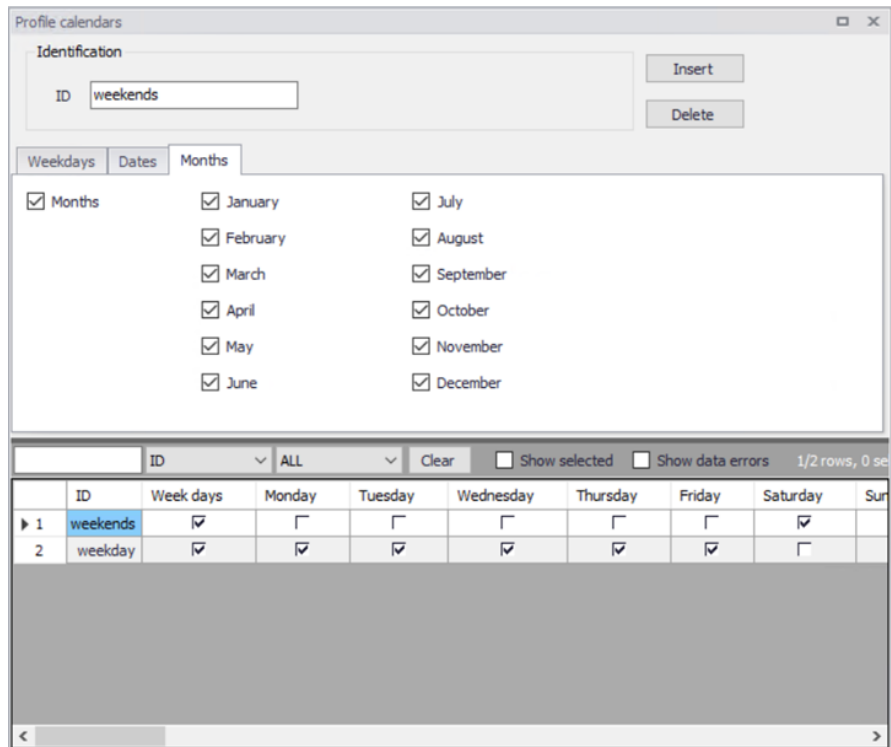 Profile calendars
Identification
ID weekends
Insert
Delete
Weekdays Dates Months
Months January July
February August
March September
April October
May November
June December
ID ALL Clear Show selected Show data errors 1/2 rows, 0 se
ID Week days Monday Tuesday Wednesday Thursday Friday Saturday Sun
1 weekends
2 weekday